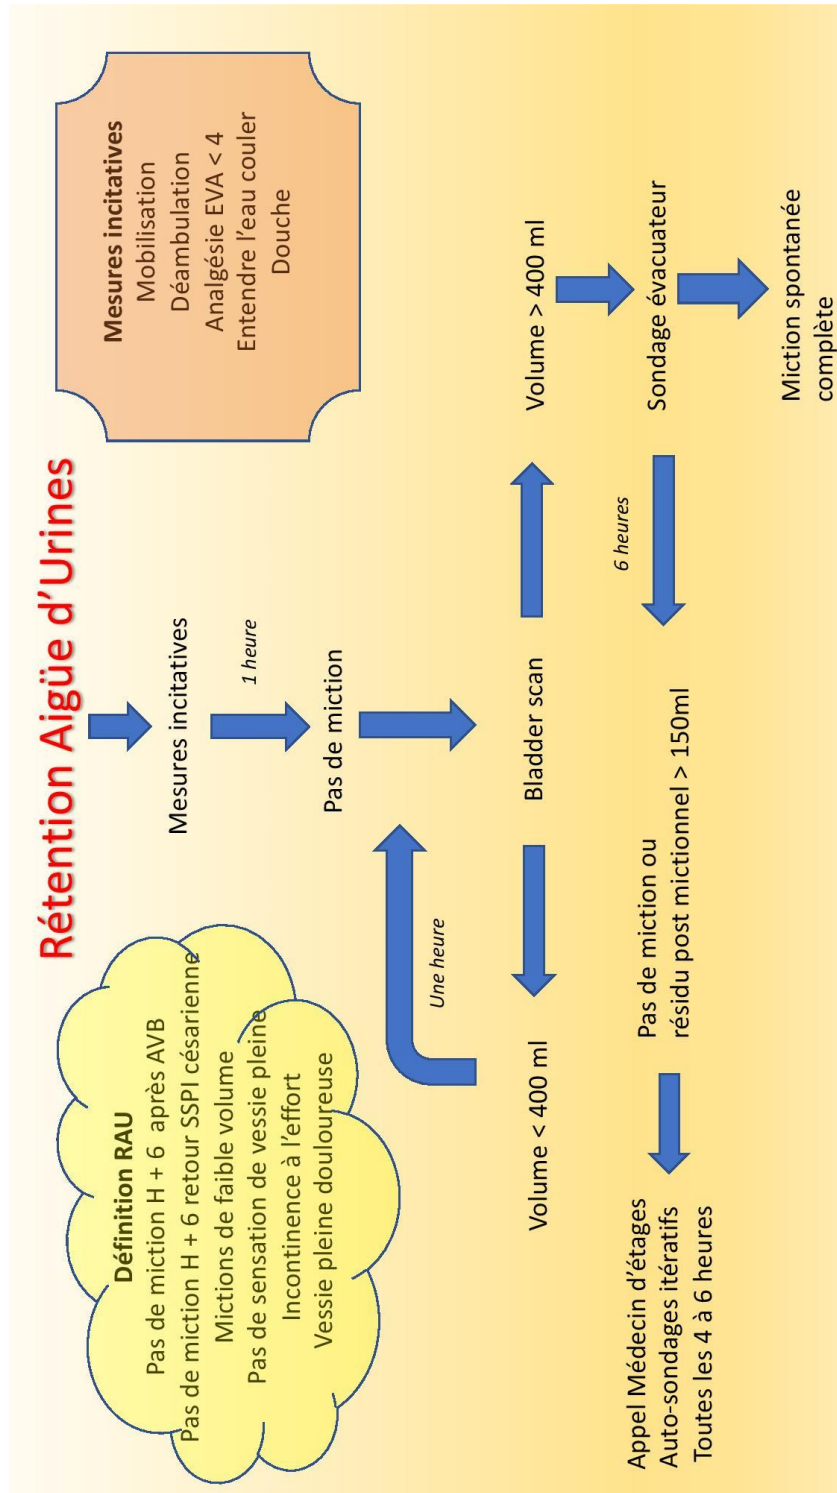 Rétention Aigüe d'Urines
Définition RAU
Pas de miction H + 6 après AVB
Pas de miction H + 6 retour SSPI césarienne
Mictions de faible volume
Pas de sensation de vessie pleine
Incontinence à l'effort
Vessie pleine douloureuse
Mesures incitatives
Mobilisation
Déambulation
Analgésie EVA < 4
Entendre l'eau couler
Douche
Mesures incitatives
1 heure
Pas de miction
Une heure
Volume < 400 ml
Bladder scan
Volume > 400 ml
6 heures
Sondage évacuateur
Pas de miction ou
résidu post mictionnel > 150ml
Appel Médecin d'étages
Auto-sondages itératifs
Toutes les 4 à 6 heures
Miction spontanée
complète